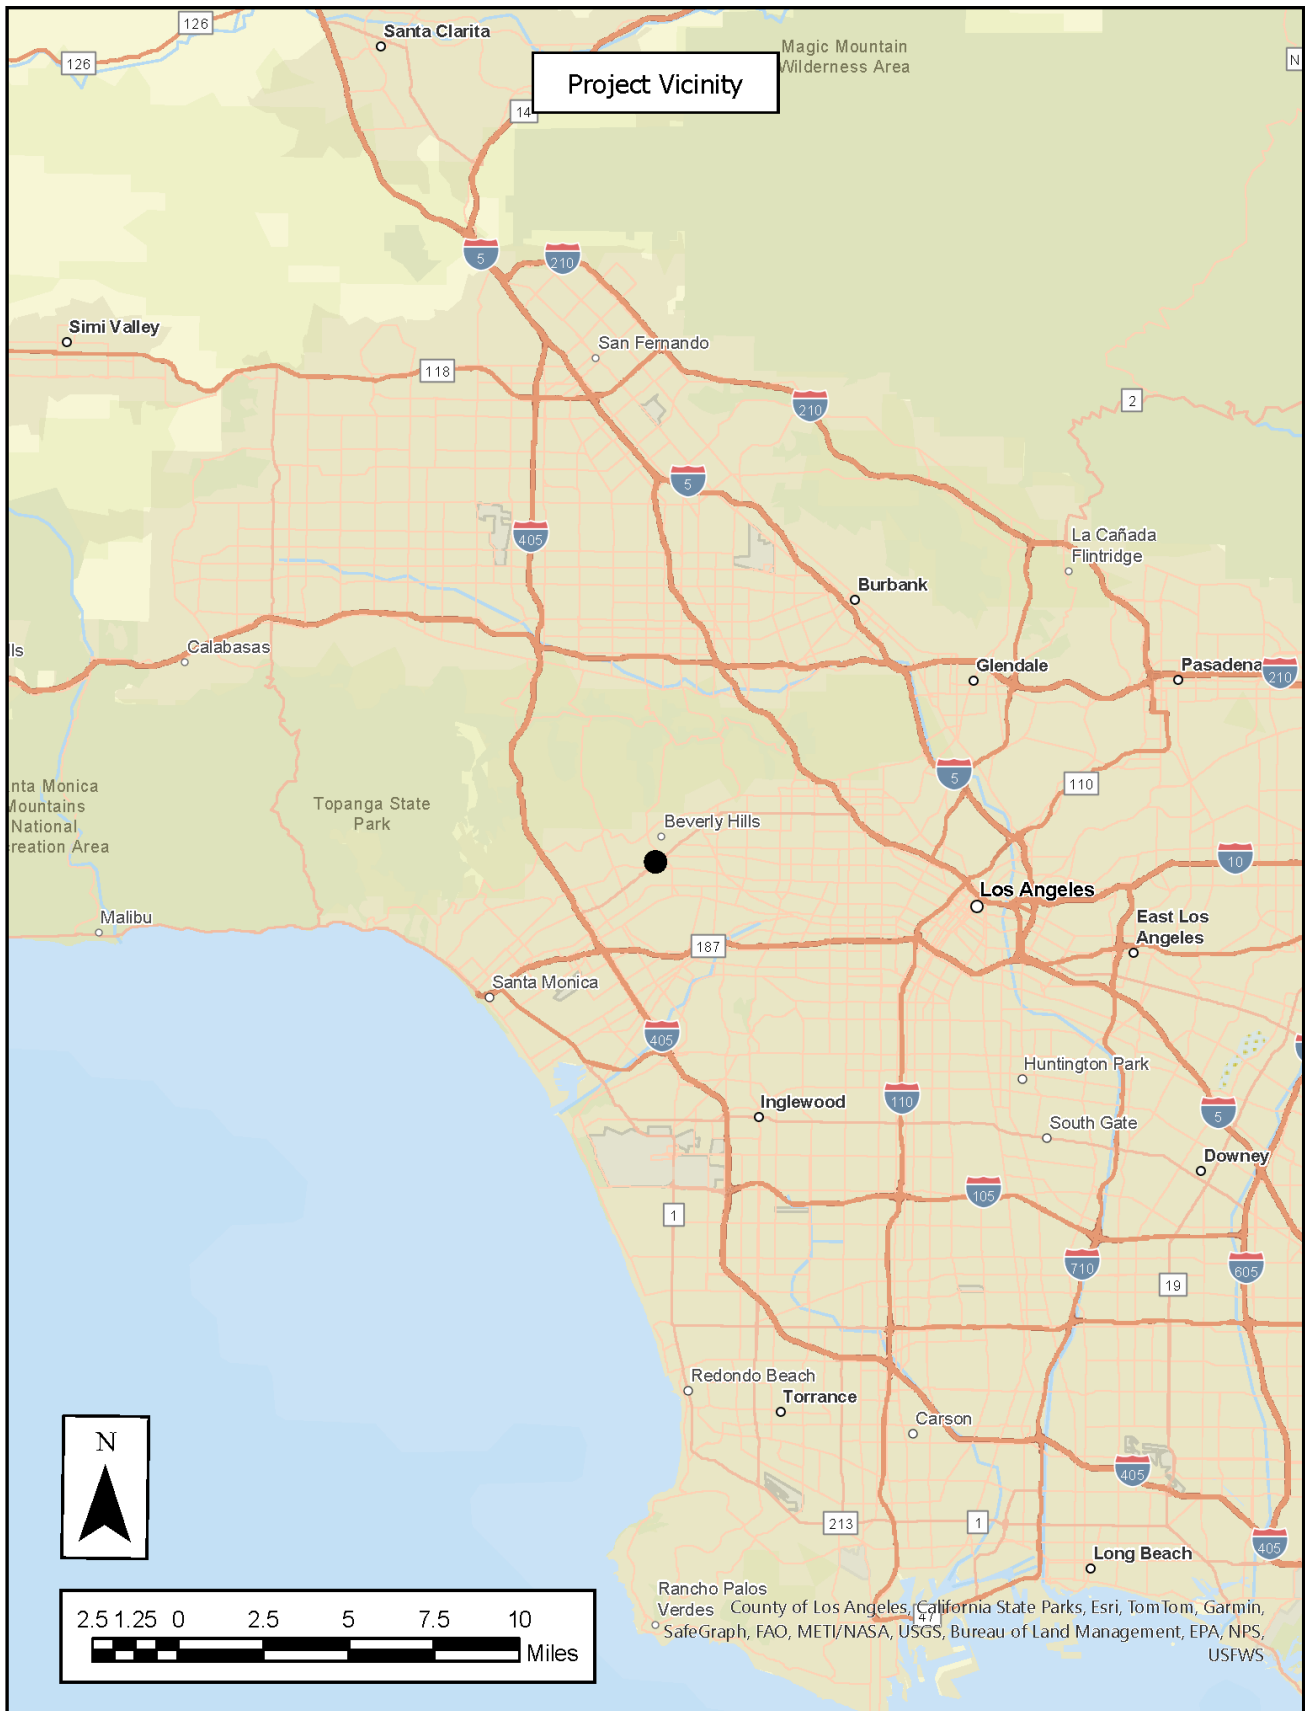 126
Santa Clarita
Magic Mountain
Wilderness Area
126
N
Project Vicinity
14
5
210
Simi Valley
San Fernando
118
2
210
5
405
La Cañada
Flintridge
Burbank
lls
Calabasas
Glendale
Pasadena
210
5
110
nta Monica
Mountains
National
creation Area
Topanga State
Park
Beverly Hills
10
Los Angeles
Malibu
East Los
Angeles
187
Santa Monica
405
Huntington Park
Inglewood
110
5
South Gate
Downey
105
1
710
605
19
Redondo Beach
Torrance
Carson
N
405
213
1
405
Long Beach
Rancho Palos
Verdes
47
County of Los Angeles, California State Parks, Esri, TomTom, Garmin,
SafeGraph, FAO, METI/NASA, USGS, Bureau of Land Management, EPA, NPS,
USFWS
2.5 1.25 0 2.5 5 7.5 10
Miles